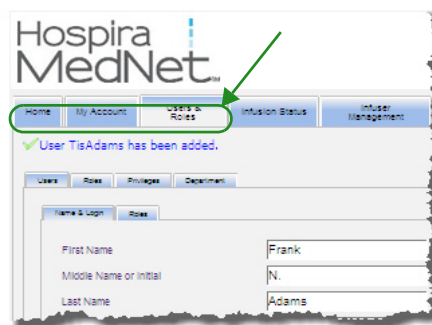 Hospira
MedNet™
Home My Account Users & Roles Infusion Status Infuser Management
User TisAdams has been added.
Users Roles Privileges Department
Name & Login Roles
First Name Frank
Middle Name or Initial N.
Last Name Adams